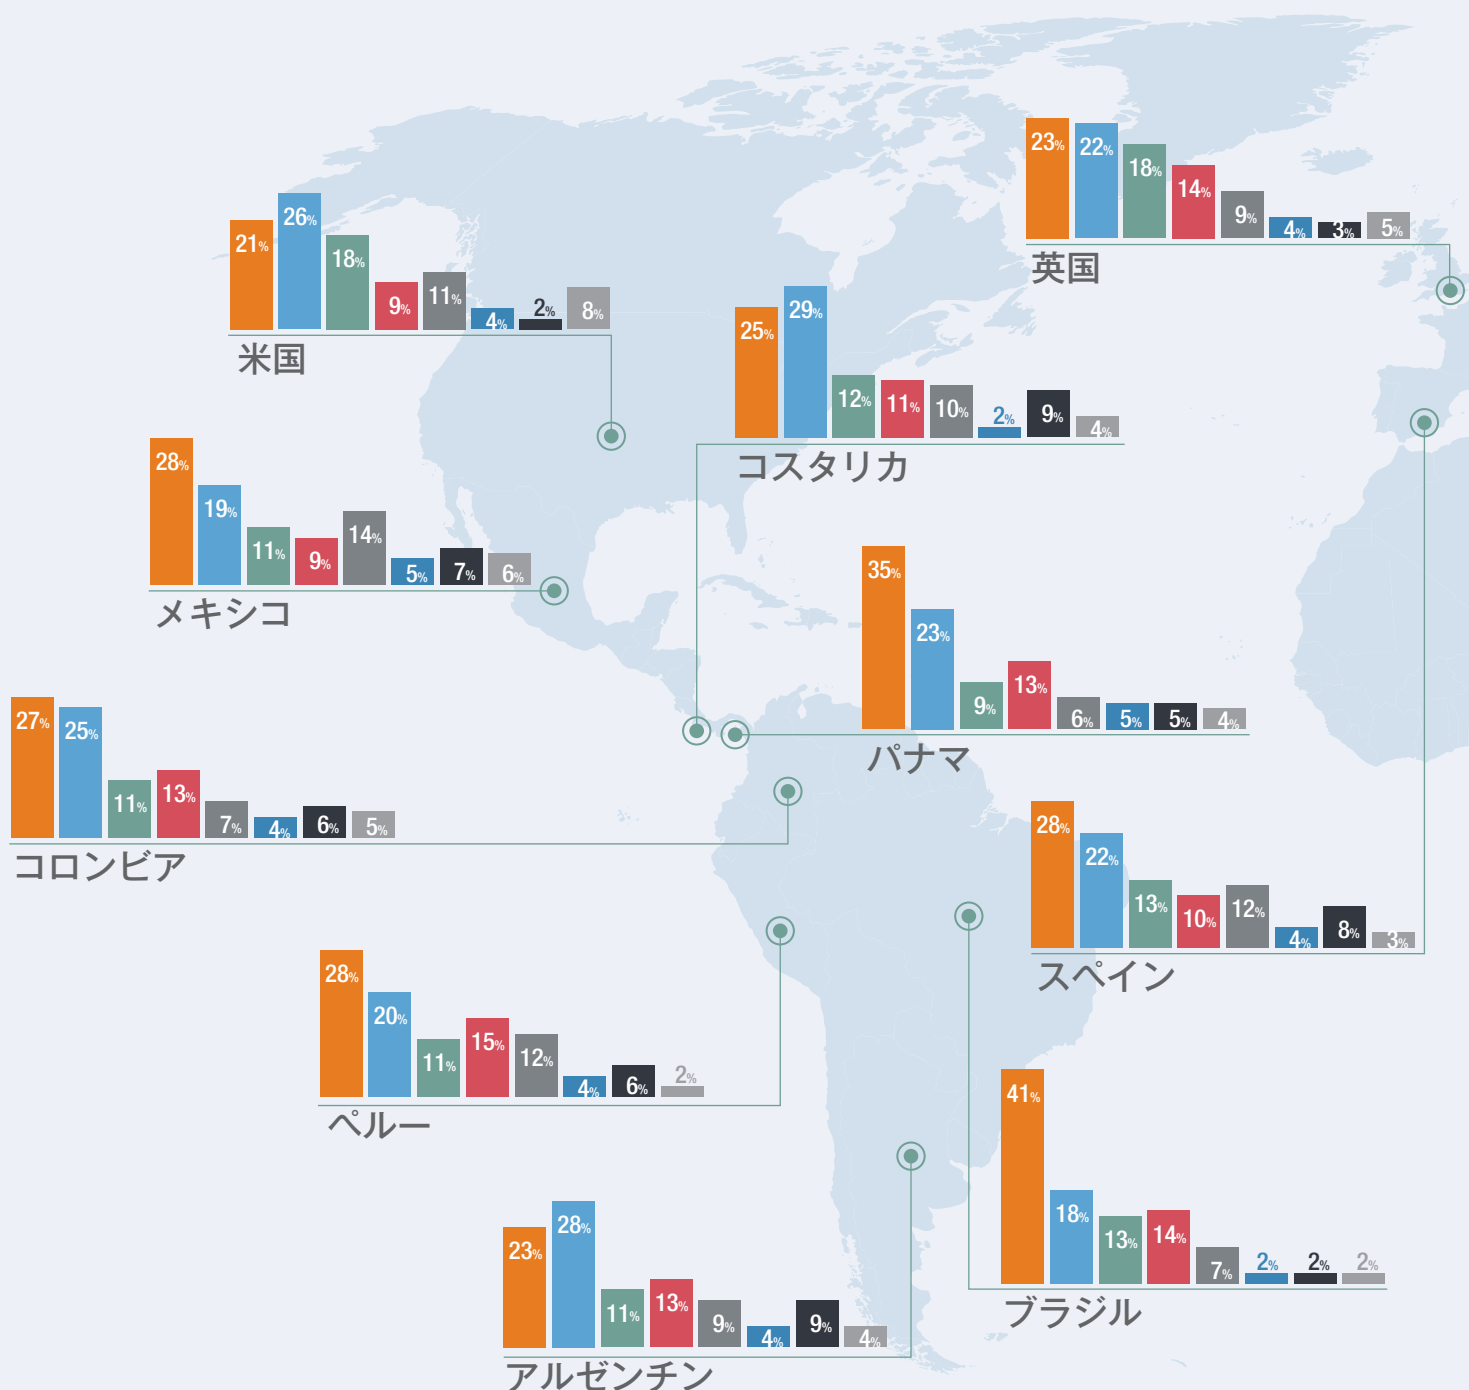 23% 22% 18% 14% 9% 4% 3% 5%
英国
21% 26% 18% 9% 11% 4% 2% 8%
米国
25% 29% 12% 11% 10% 2% 9% 4%
コスタリカ
28% 19% 11% 9% 14% 5% 7% 6%
メキシコ
35% 23% 9% 13% 6% 5% 5% 4%
パナマ
27% 25% 11% 13% 7% 4% 6% 5%
コロンビア
28% 22% 13% 10% 12% 4% 8% 3%
スペイン
28% 20% 11% 15% 12% 4% 6% 2%
ペルー
41% 18% 13% 14% 7% 2% 2% 2%
ブラジル
23% 28% 11% 13% 9% 4% 9% 4%
アルゼンチン